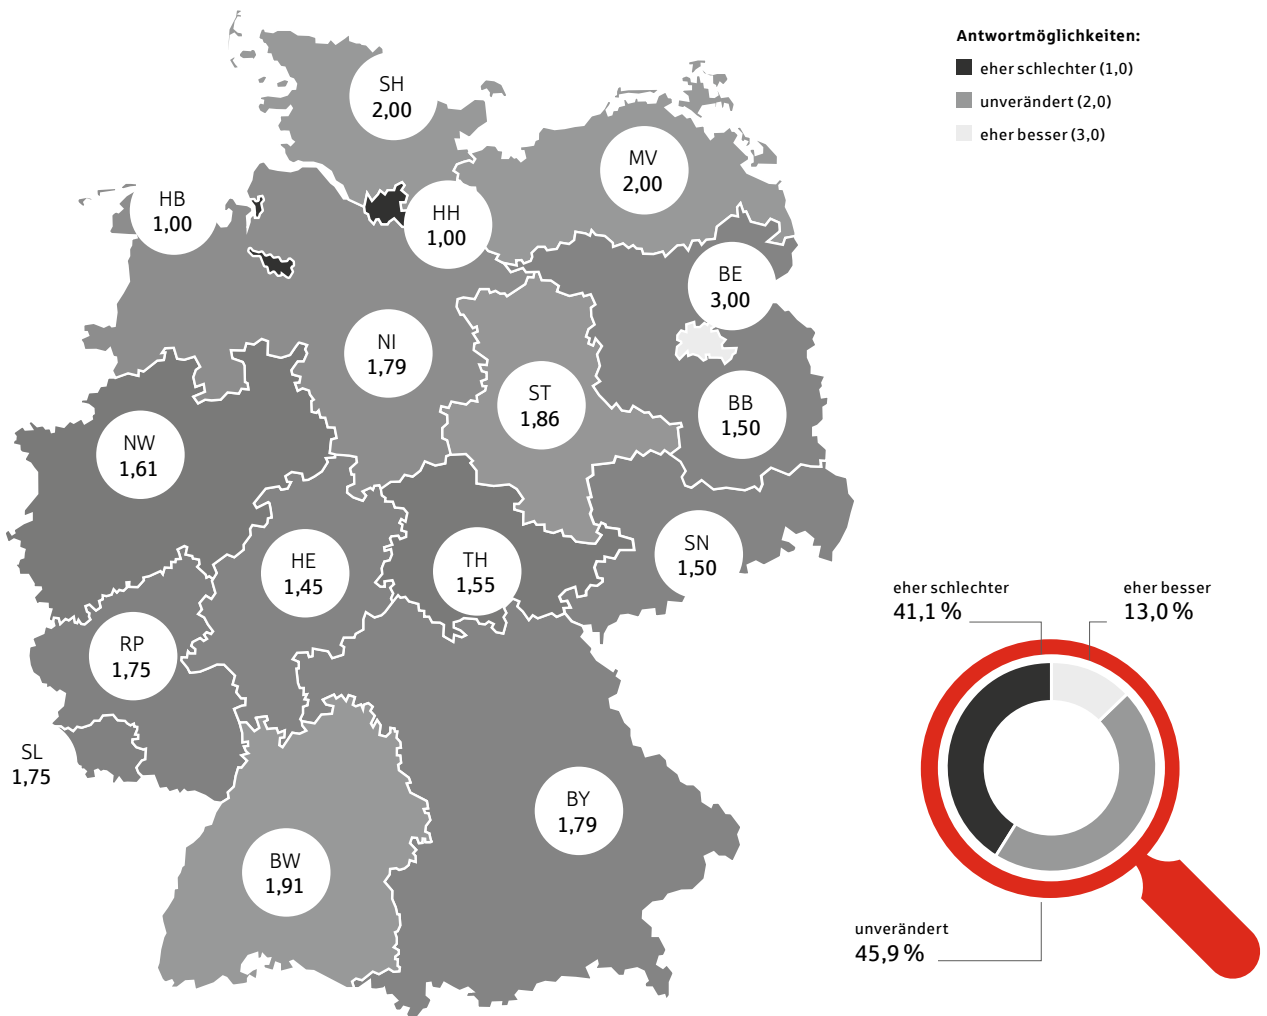 Antwortmöglichkeiten:
eher schlechter (1,0)
unverändert (2,0)
eher besser (3,0)
SH
2,00
MV
2,00
HB
1,00
HH
1,00
BE
3,00
NI
1,79
ST
1,86
BB
1,50
NW
1,61
HE
1,45
TH
1,55
SN
1,50
RP
1,75
SL
1,75
BY
1,79
BW
1,91
eher schlechter
41,1 %
eher besser
13,0 %
unverändert
45,9 %